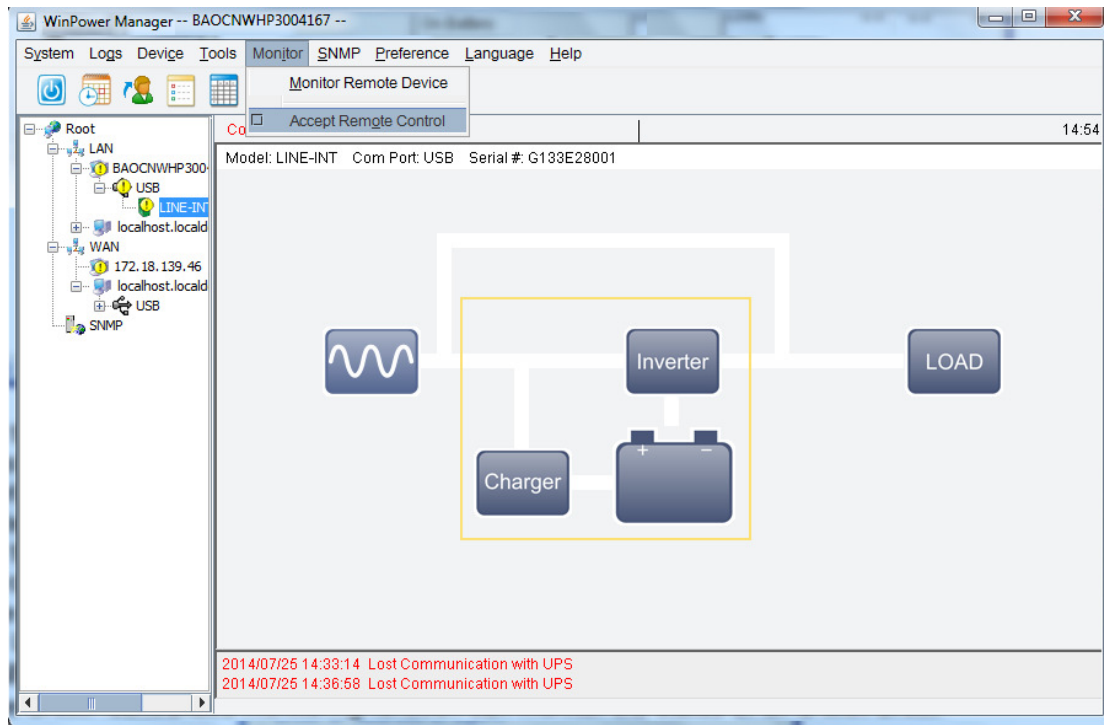 WinPower Manager -- BAOCNWHP3004167 --
System Logs Device Tools Monitor SNMP Preference Language Help
Monitor Remote Device
Accept Remote Control
Root
LAN
BAOCNWHP300
USB
LINE-INT
localhost.locald
WAN
172.18.139.46
localhost.locald
USB
SNMP
Co
14:54
Model: LINE-INT Com Port: USB Serial #: G133E28001
Inverter
LOAD
+ −
Charger
2014/07/25 14:33:14 Lost Communication with UPS
2014/07/25 14:36:58 Lost Communication with UPS